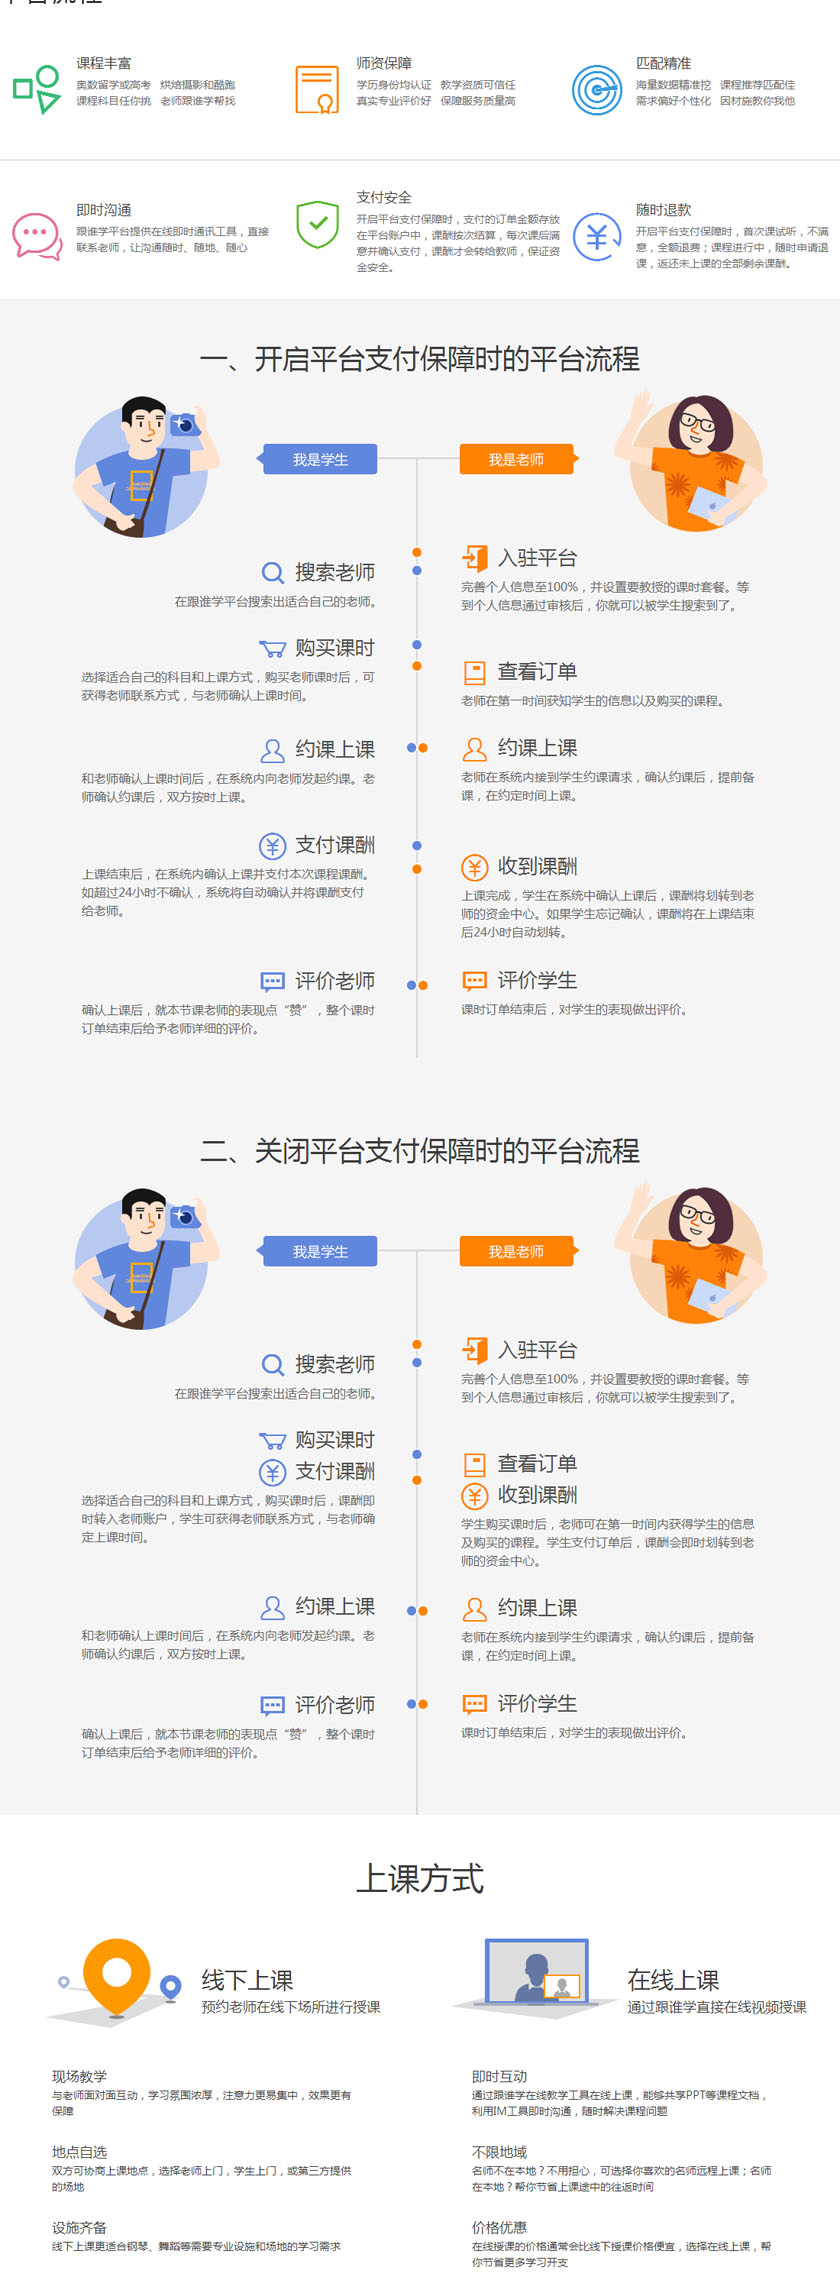 课程丰富
奥数留学或高考 烘焙摄影和酷跑
课程科目任你挑 老师跟谁学帮找
师资保障
学历身份均认证 教学资质可信任
真实专业评价好 保障服务质量高
匹配精准
海量数据精准挖 课程推荐匹配佳
需求偏好个性化 因材施教你我他
即时沟通
跟谁学平台提供在线即时通讯工具，直接
联系老师，让沟通随时、随地、随心
支付安全
开启平台支付保障时，支付的订单金额存放
在平台账户中，课酬按次结算，每次课后满
意并确认支付，课酬才会转给教师，保证资
金安全。
随时退款
开启平台支付保障时，首次课试听，不满
意，全额退费；课程进行中，随时申请退
课，返还未上课的全部剩余课酬。
一、开启平台支付保障时的平台流程
我是学生
我是老师
搜索老师
在跟谁学平台搜索出适合自己的老师。
入驻平台
完善个人信息至100%，并设置要教授的课时套餐。等
到个人信息通过审核后，你就可以被学生搜索到了。
购买课时
选择适合自己的科目和上课方式，购买老师课时后，可
获得老师联系方式，与老师确认上课时间。
查看订单
老师在第一时间获知学生的信息以及购买的课程。
约课上课
和老师确认上课时间后，在系统内向老师发起约课。老
师确认约课后，双方按时上课。
约课上课
老师在系统内接到学生约课请求，确认约课后，提前备
课，在约定时间上课。
支付课酬
上课结束后，在系统内确认上课并支付本次课程课酬。
如超过24小时不确认，系统将自动确认并将课酬支付
给老师。
收到课酬
上课完成，学生在系统中确认上课后，课酬将划转到老
师的资金中心。如果学生忘记确认，课酬将在上课结束
后24小时自动划转。
评价老师
确认上课后，就本节课老师的表现点“赞”，整个课时
订单结束后给予老师详细的评价。
评价学生
课时订单结束后，对学生的表现做出评价。
二、关闭平台支付保障时的平台流程
我是学生
我是老师
搜索老师
在跟谁学平台搜索出适合自己的老师。
入驻平台
完善个人信息至100%，并设置要教授的课时套餐。等
到个人信息通过审核后，你就可以被学生搜索到了。
购买课时
支付课酬
选择适合自己的科目和上课方式，购买课时后，课酬即
时转入老师账户，学生可获得老师联系方式，与老师确
定上课时间。
查看订单
收到课酬
学生购买课时后，老师可在第一时间内获得学生的信息
及购买的课程。学生支付订单后，课酬会即时划转到老
师的资金中心。
约课上课
和老师确认上课时间后，在系统内向老师发起约课。老
师确认约课后，双方按时上课。
约课上课
老师在系统内接到学生约课请求，确认约课后，提前备
课，在约定时间上课。
评价老师
确认上课后，就本节课老师的表现点“赞”，整个课时
订单结束后给予老师详细的评价。
评价学生
课时订单结束后，对学生的表现做出评价。
上课方式
线下上课
预约老师在线下场所进行授课
在线上课
通过跟谁学直接在线视频授课
现场教学
与老师面对面互动，学习氛围浓厚，注意力更易集中，效果更有
保障
地点自选
双方可协商上课地点，选择老师上门，学生上门，或第三方提供
的场地
设施齐备
线下上课更适合钢琴、舞蹈等需要专业设施和场地的学习需求
即时互动
通过跟谁学在线教学工具在线上课，能够共享PPT等课程文档，
利用IM工具即时沟通，随时解决课程问题
不限地域
名师不在本地？不用担心，可选择你喜欢的名师远程上课；名师
在本地？帮你节省上课途中的往返时间
价格优惠
在线授课的价格通常会比线下授课价格便宜，选择在线上课，帮
你节省更多学习开支